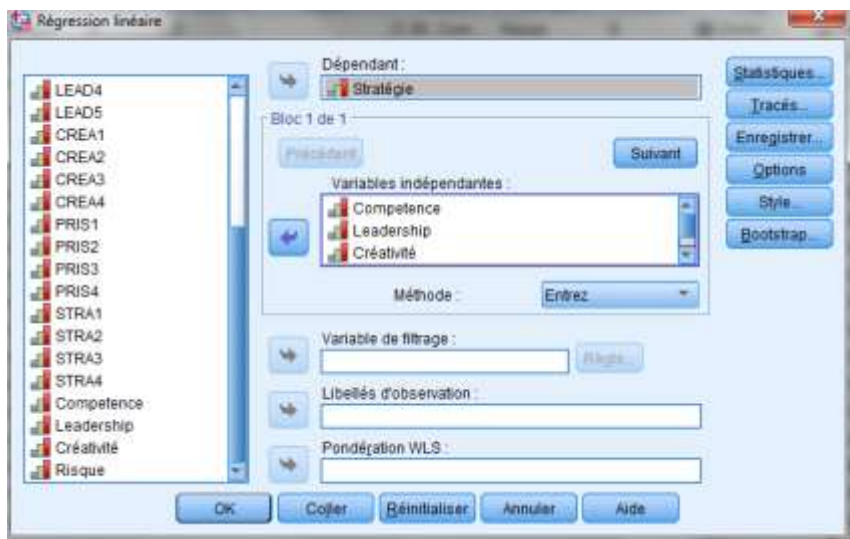 Régression linéaire
LEAD4
LEAD5
CREA1
CREA2
CREA3
CREA4
PRIS1
PRIS2
PRIS3
PRIS4
STRA1
STRA2
STRA3
STRA4
Competence
Leadership
Créativité
Risque
Dépendant :
Stratégie
Bloc 1 de 1
Précédent
Suivant
Variables indépendantes :
Competence
Leadership
Créativité
Méthode :
Entrez
Variable de filtrage :
Règle...
Libellés d'observation :
Pondération WLS :
Statistiques...
Tracés...
Enregistrer...
Options
Style...
Bootstrap...
OK
Coller
Réinitialiser
Annuler
Aide